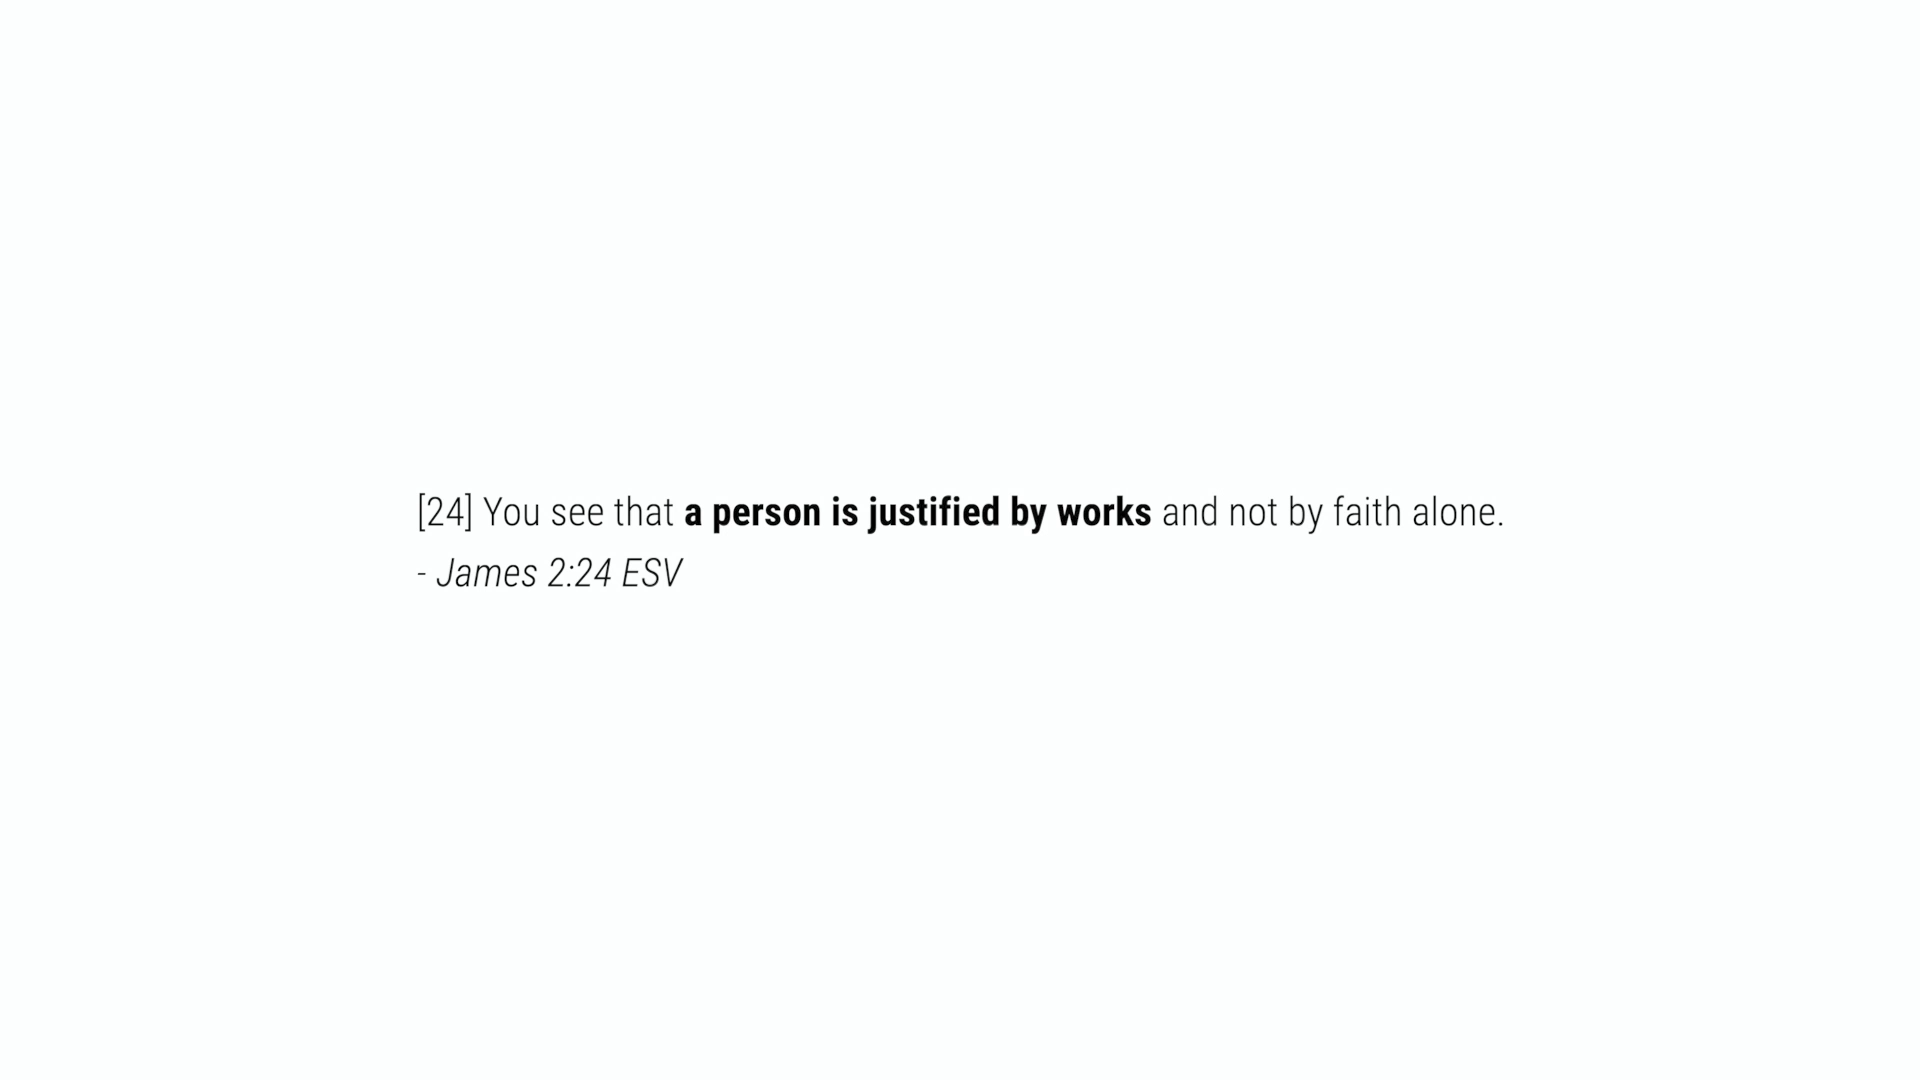 [24] You see that a person is justified by works and not by faith alone.
- James 2:24 ESV